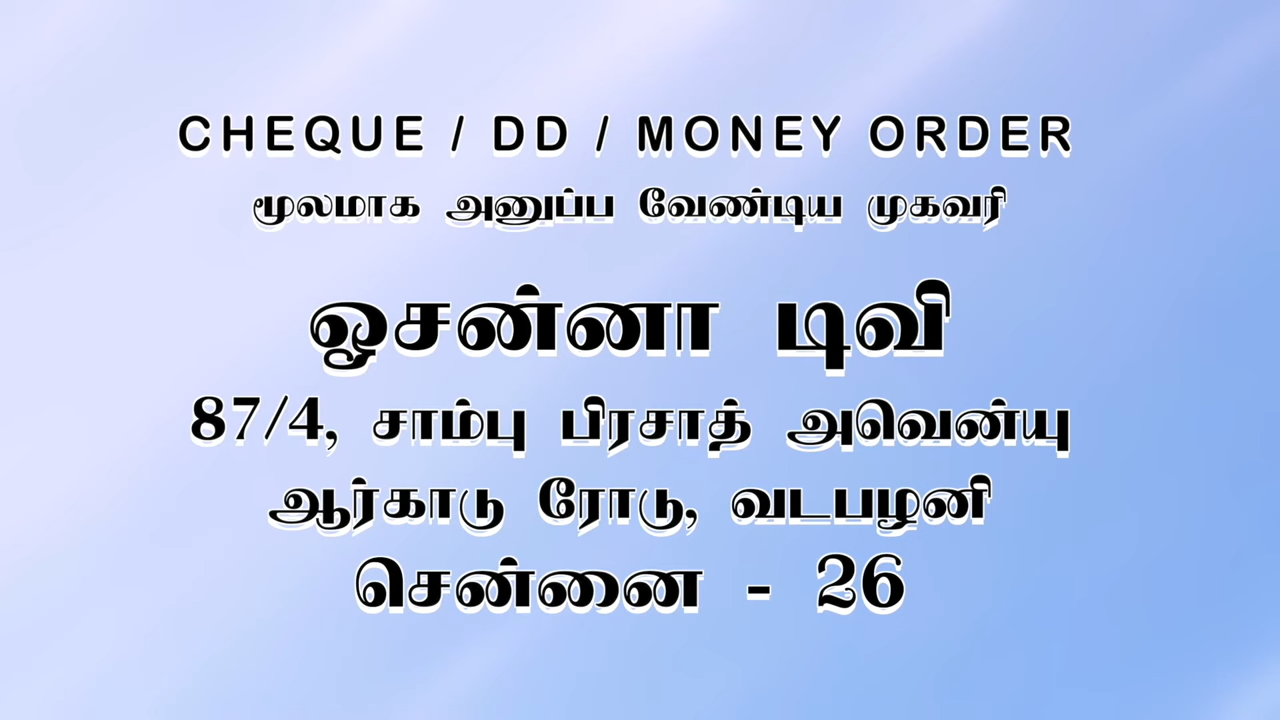 CHEQUE / DD / MONEY ORDER
மூலமாக அனுப்ப வேண்டிய முகவரி
ஓசன்னா டிவி
87/4, சாம்பு பிரசாத் அவென்யு
ஆர்காடு ரோடு, வடபழனி
சென்னை - 26